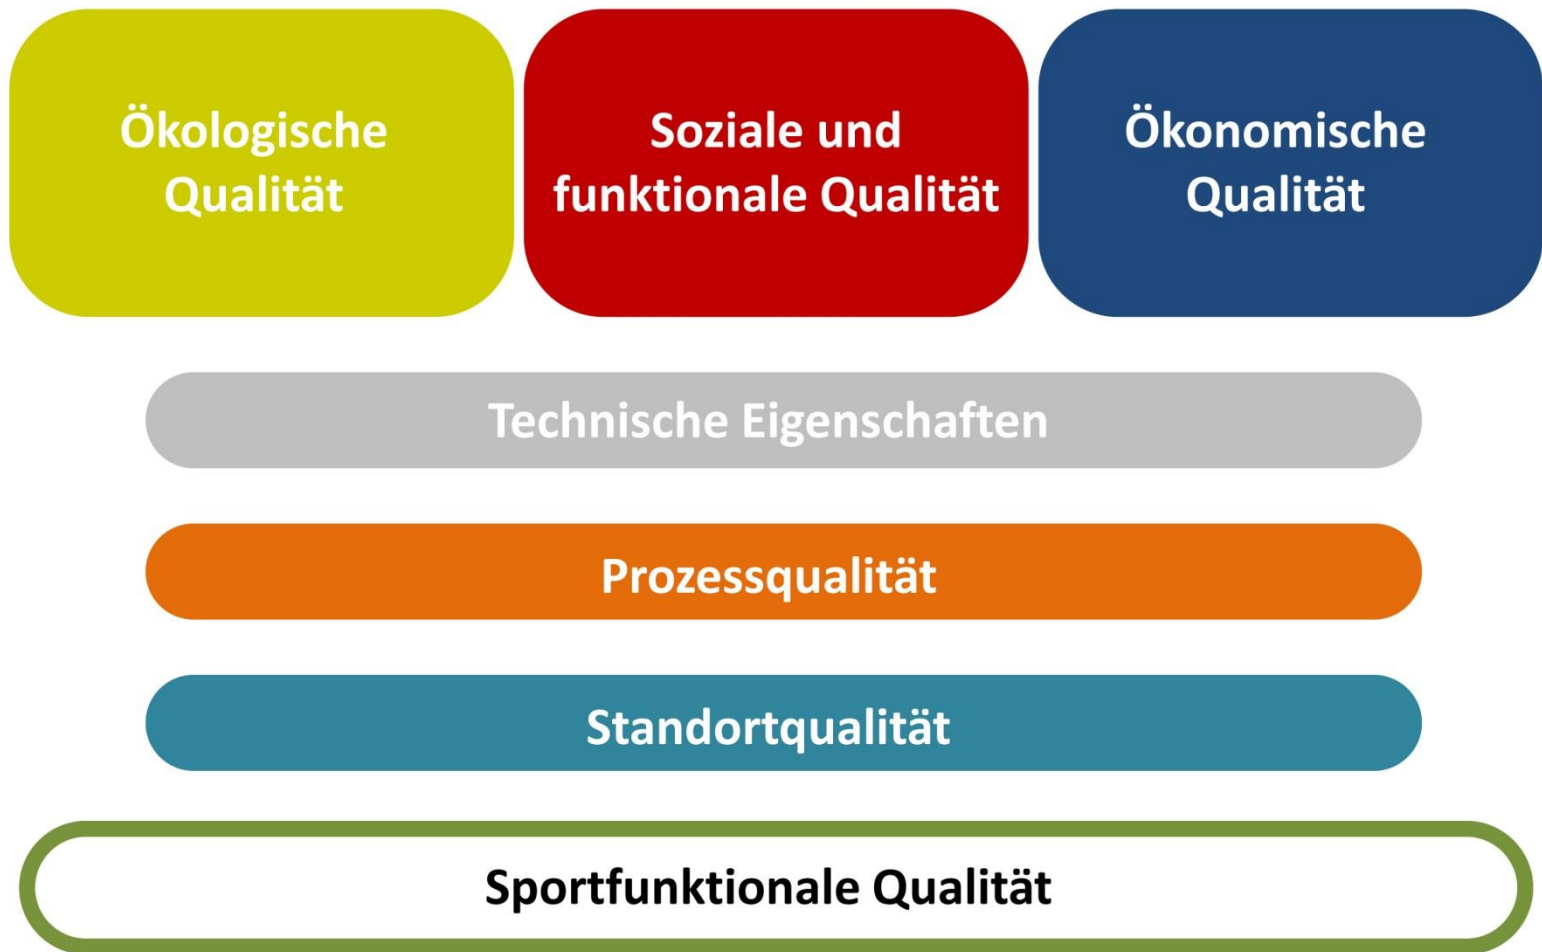 Ökologische
Qualität
Soziale und
funktionale Qualität
Ökonomische
Qualität
Technische Eigenschaften
Prozessqualität
Standortqualität
Sportfunktionale Qualität